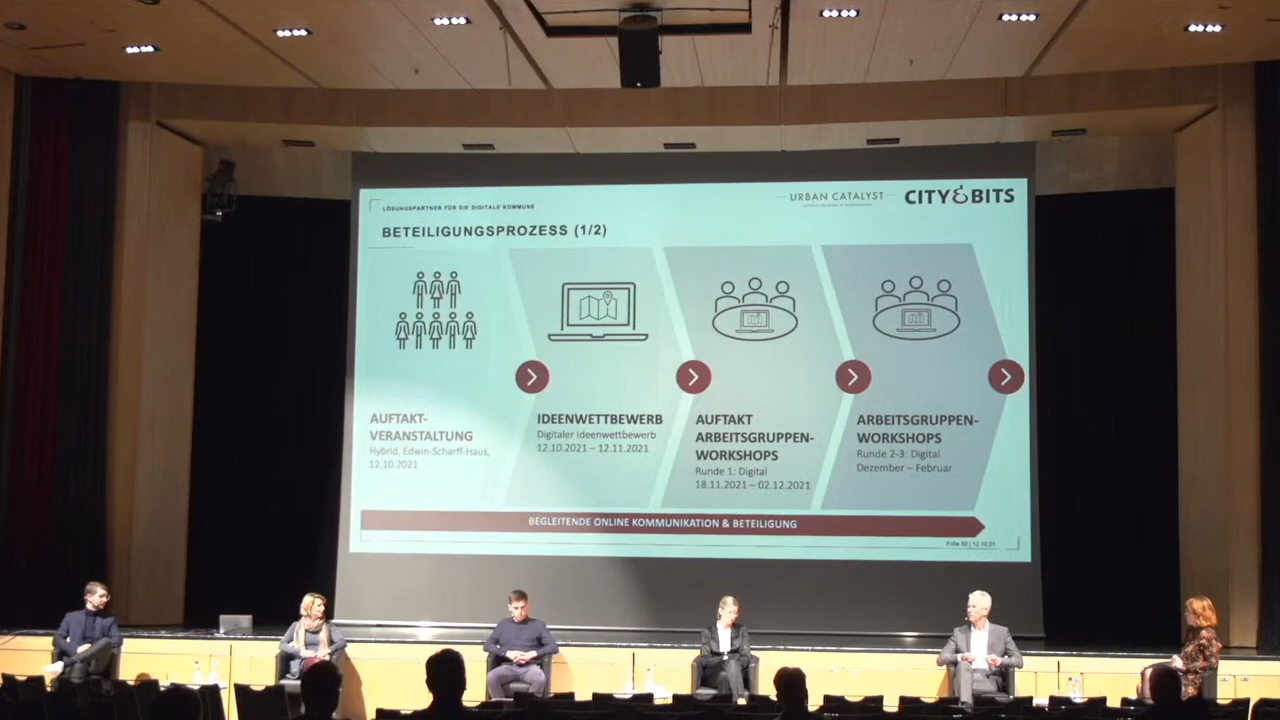 LÖSUNGSPARTNER FÜR DIE DIGITALE KOMMUNE
URBAN CATALYST
CITY&BITS
BETEILIGUNGSPROZESS (1/2)
AUFTAKT-
VERANSTALTUNG
Hybrid, Edwin-Scharff-Haus,
12.10.2021
IDEENWETTBEWERB
Digitaler Ideenwettbewerb
12.10.2021 – 12.11.2021
AUFTAKT
ARBEITSGRUPPEN-
WORKSHOPS
Runde 1: Digital
18.11.2021 – 02.12.2021
ARBEITSGRUPPEN-
WORKSHOPS
Runde 2-3: Digital
Dezember – Februar
BEGLEITENDE ONLINE KOMMUNIKATION & BETEILIGUNG